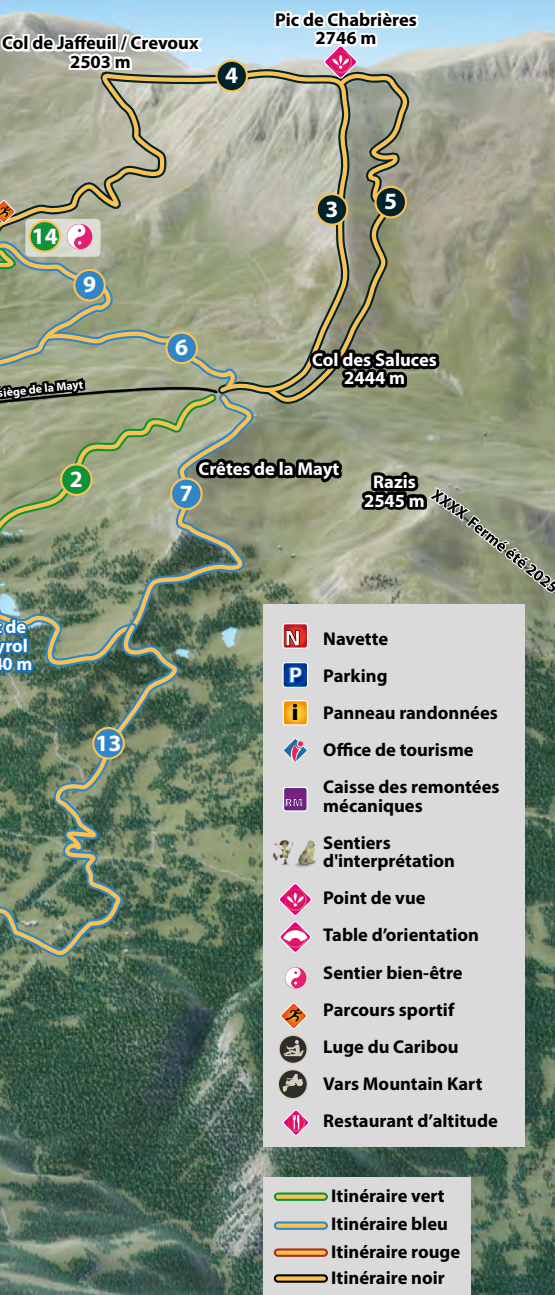 Pic de Chabrières
2746 m
Col de Jaffeuil / Crevoux
2503 m
4
3
5
14
9
6
Col des Saluces
2444 m
siège de la Mayt
2
Crêtes de la Mayt
7
Razis
2545 m
XXXX Fermé été 2025
de
yrol
40 m
13
N Navette
P Parking
i Panneau randonnées
Office de tourisme
RM Caisse des remontées
mécaniques
Sentiers
d'interprétation
Point de vue
Table d'orientation
Sentier bien-être
Parcours sportif
Luge du Caribou
Vars Mountain Kart
Restaurant d'altitude
Itinéraire vert
Itinéraire bleu
Itinéraire rouge
Itinéraire noir